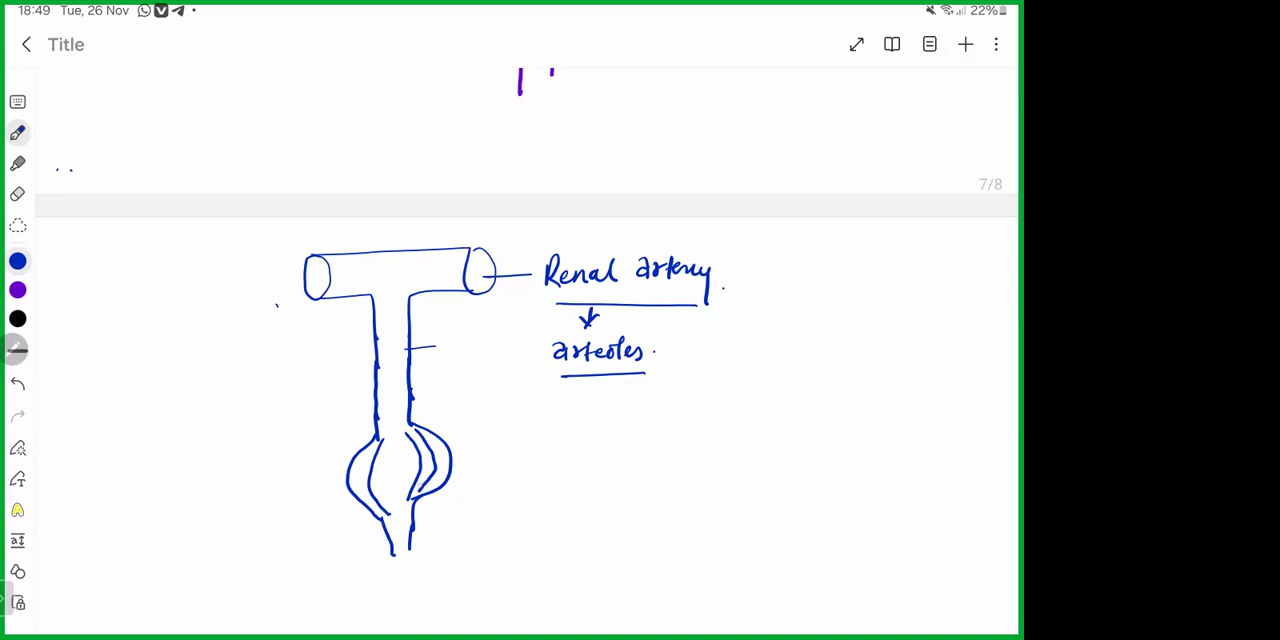 18:49 Tue, 26 Nov 22%
Title
7/8
Renal artery.
arteoles.